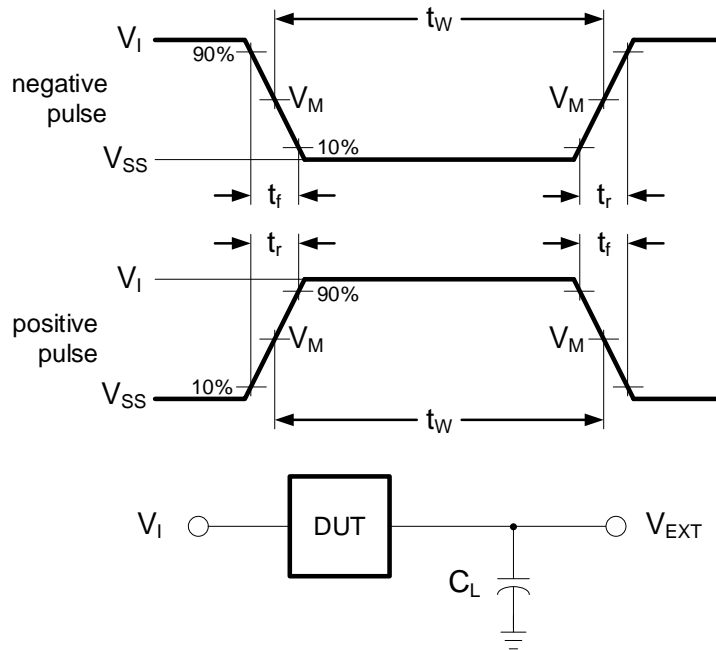 t_W
V_I
90%
negative
pulse
V_M
V_M
V_SS
10%
t_f
t_r
t_r
t_f
V_I
90%
positive
pulse
V_M
V_M
V_SS
10%
t_W
V_I
DUT
V_EXT
C_L